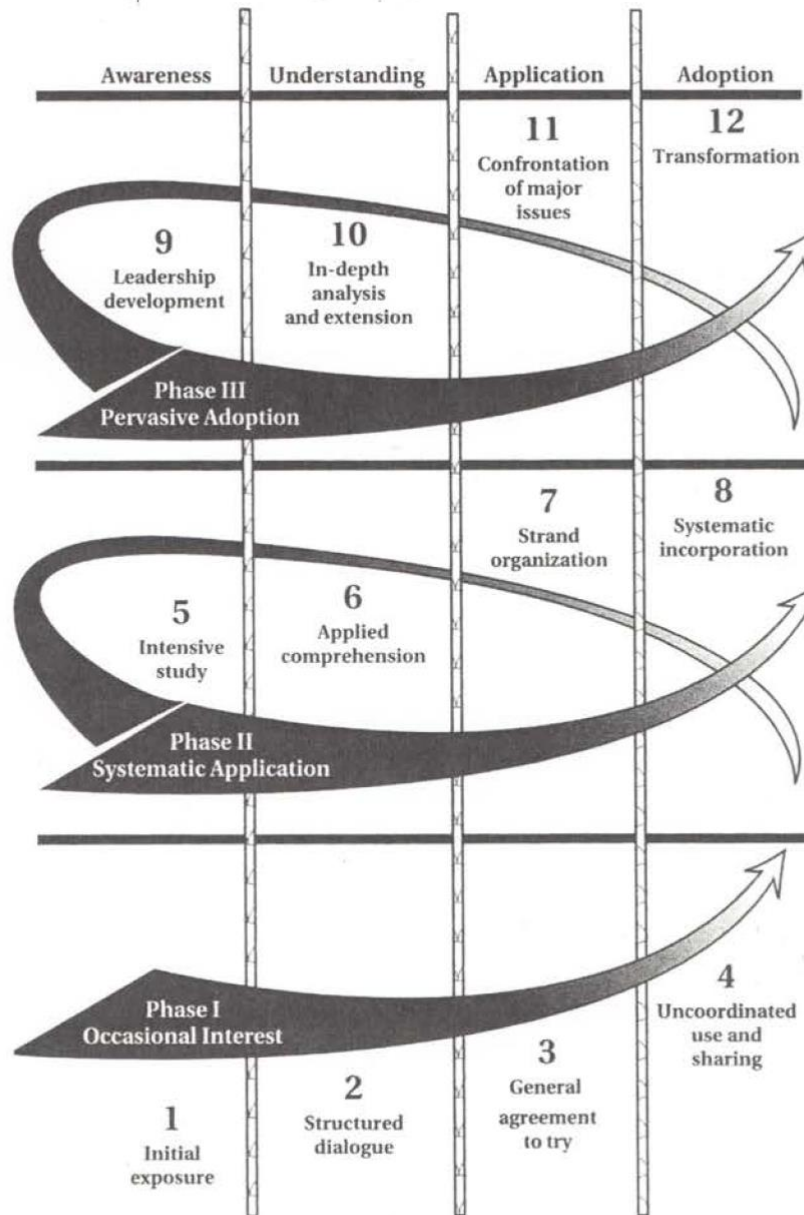 Awareness
Understanding
Application
Adoption
11
Confrontation
of major
issues
12
Transformation
9
Leadership
development
10
In-depth
analysis
and extension
Phase III
Pervasive Adoption
7
Strand
organization
8
Systematic
incorporation
5
Intensive
study
6
Applied
comprehension
Phase II
Systematic Application
Phase I
Occasional Interest
4
Uncoordinated
use and
sharing
3
General
agreement
to try
2
Structured
dialogue
1
Initial
exposure